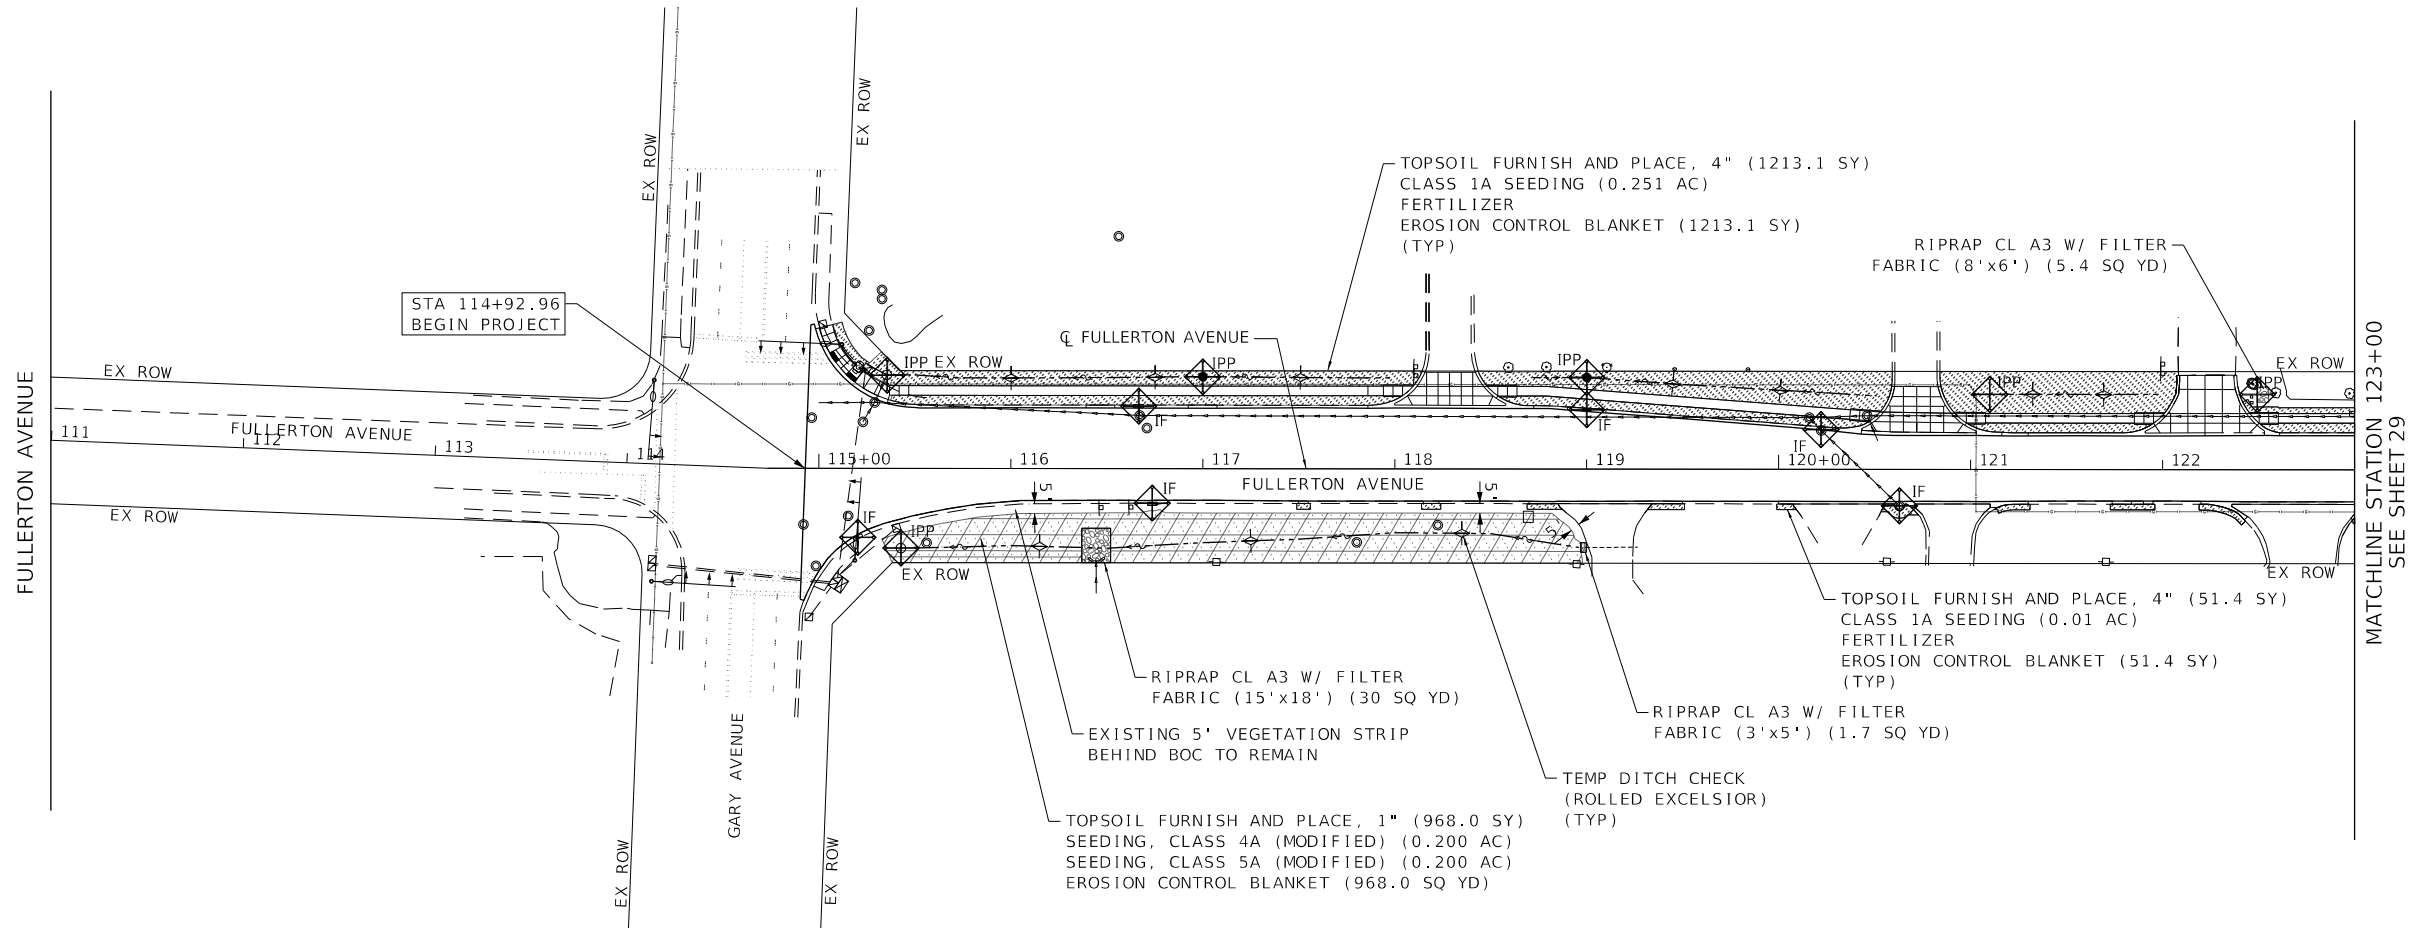 EX ROW
EX ROW
TOPSOIL FURNISH AND PLACE, 4" (1213.1 SY)
CLASS 1A SEEDING (0.251 AC)
FERTILIZER
EROSION CONTROL BLANKET (1213.1 SY)
(TYP)
RIPRAP CL A3 W/ FILTER
FABRIC (8'x6') (5.4 SQ YD)
STA 114+92.96
BEGIN PROJECT
℄ FULLERTON AVENUE
IPP
EX ROW
IPP
IPP
IPP
IPP
EX ROW
EX ROW
IF
IF
IF
FULLERTON AVENUE
FULLERTON AVENUE
111
112
113
114
115+00
116
117
118
119
120+00
121
122
FULLERTON AVENUE
MATCHLINE STATION 123+00
SEE SHEET 29
EX ROW
IF
IPP
5'
IF
5'
5'
IF
EX ROW
EX ROW
TOPSOIL FURNISH AND PLACE, 4" (51.4 SY)
CLASS 1A SEEDING (0.01 AC)
FERTILIZER
EROSION CONTROL BLANKET (51.4 SY)
(TYP)
RIPRAP CL A3 W/ FILTER
FABRIC (15'x18') (30 SQ YD)
RIPRAP CL A3 W/ FILTER
FABRIC (3'x5') (1.7 SQ YD)
EXISTING 5' VEGETATION STRIP
BEHIND BOC TO REMAIN
TEMP DITCH CHECK
(ROLLED EXCELSIOR)
(TYP)
GARY AVENUE
TOPSOIL FURNISH AND PLACE, 1" (968.0 SY)
SEEDING, CLASS 4A (MODIFIED) (0.200 AC)
SEEDING, CLASS 5A (MODIFIED) (0.200 AC)
EROSION CONTROL BLANKET (968.0 SQ YD)
EX ROW
EX ROW